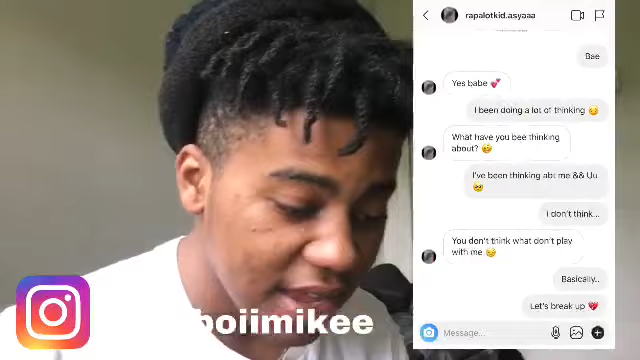 rapalotkid.asyaaa
Bae
Yes babe 💕
I been doing a lot of thinking 😔
What have you bee thinking
about? 🤔
I've been thinking abt me && Uu
🥺
I don't think...
You don't think what don't play
with me 😒
Basically..
Let's break up 💔
Message...
boiimikee